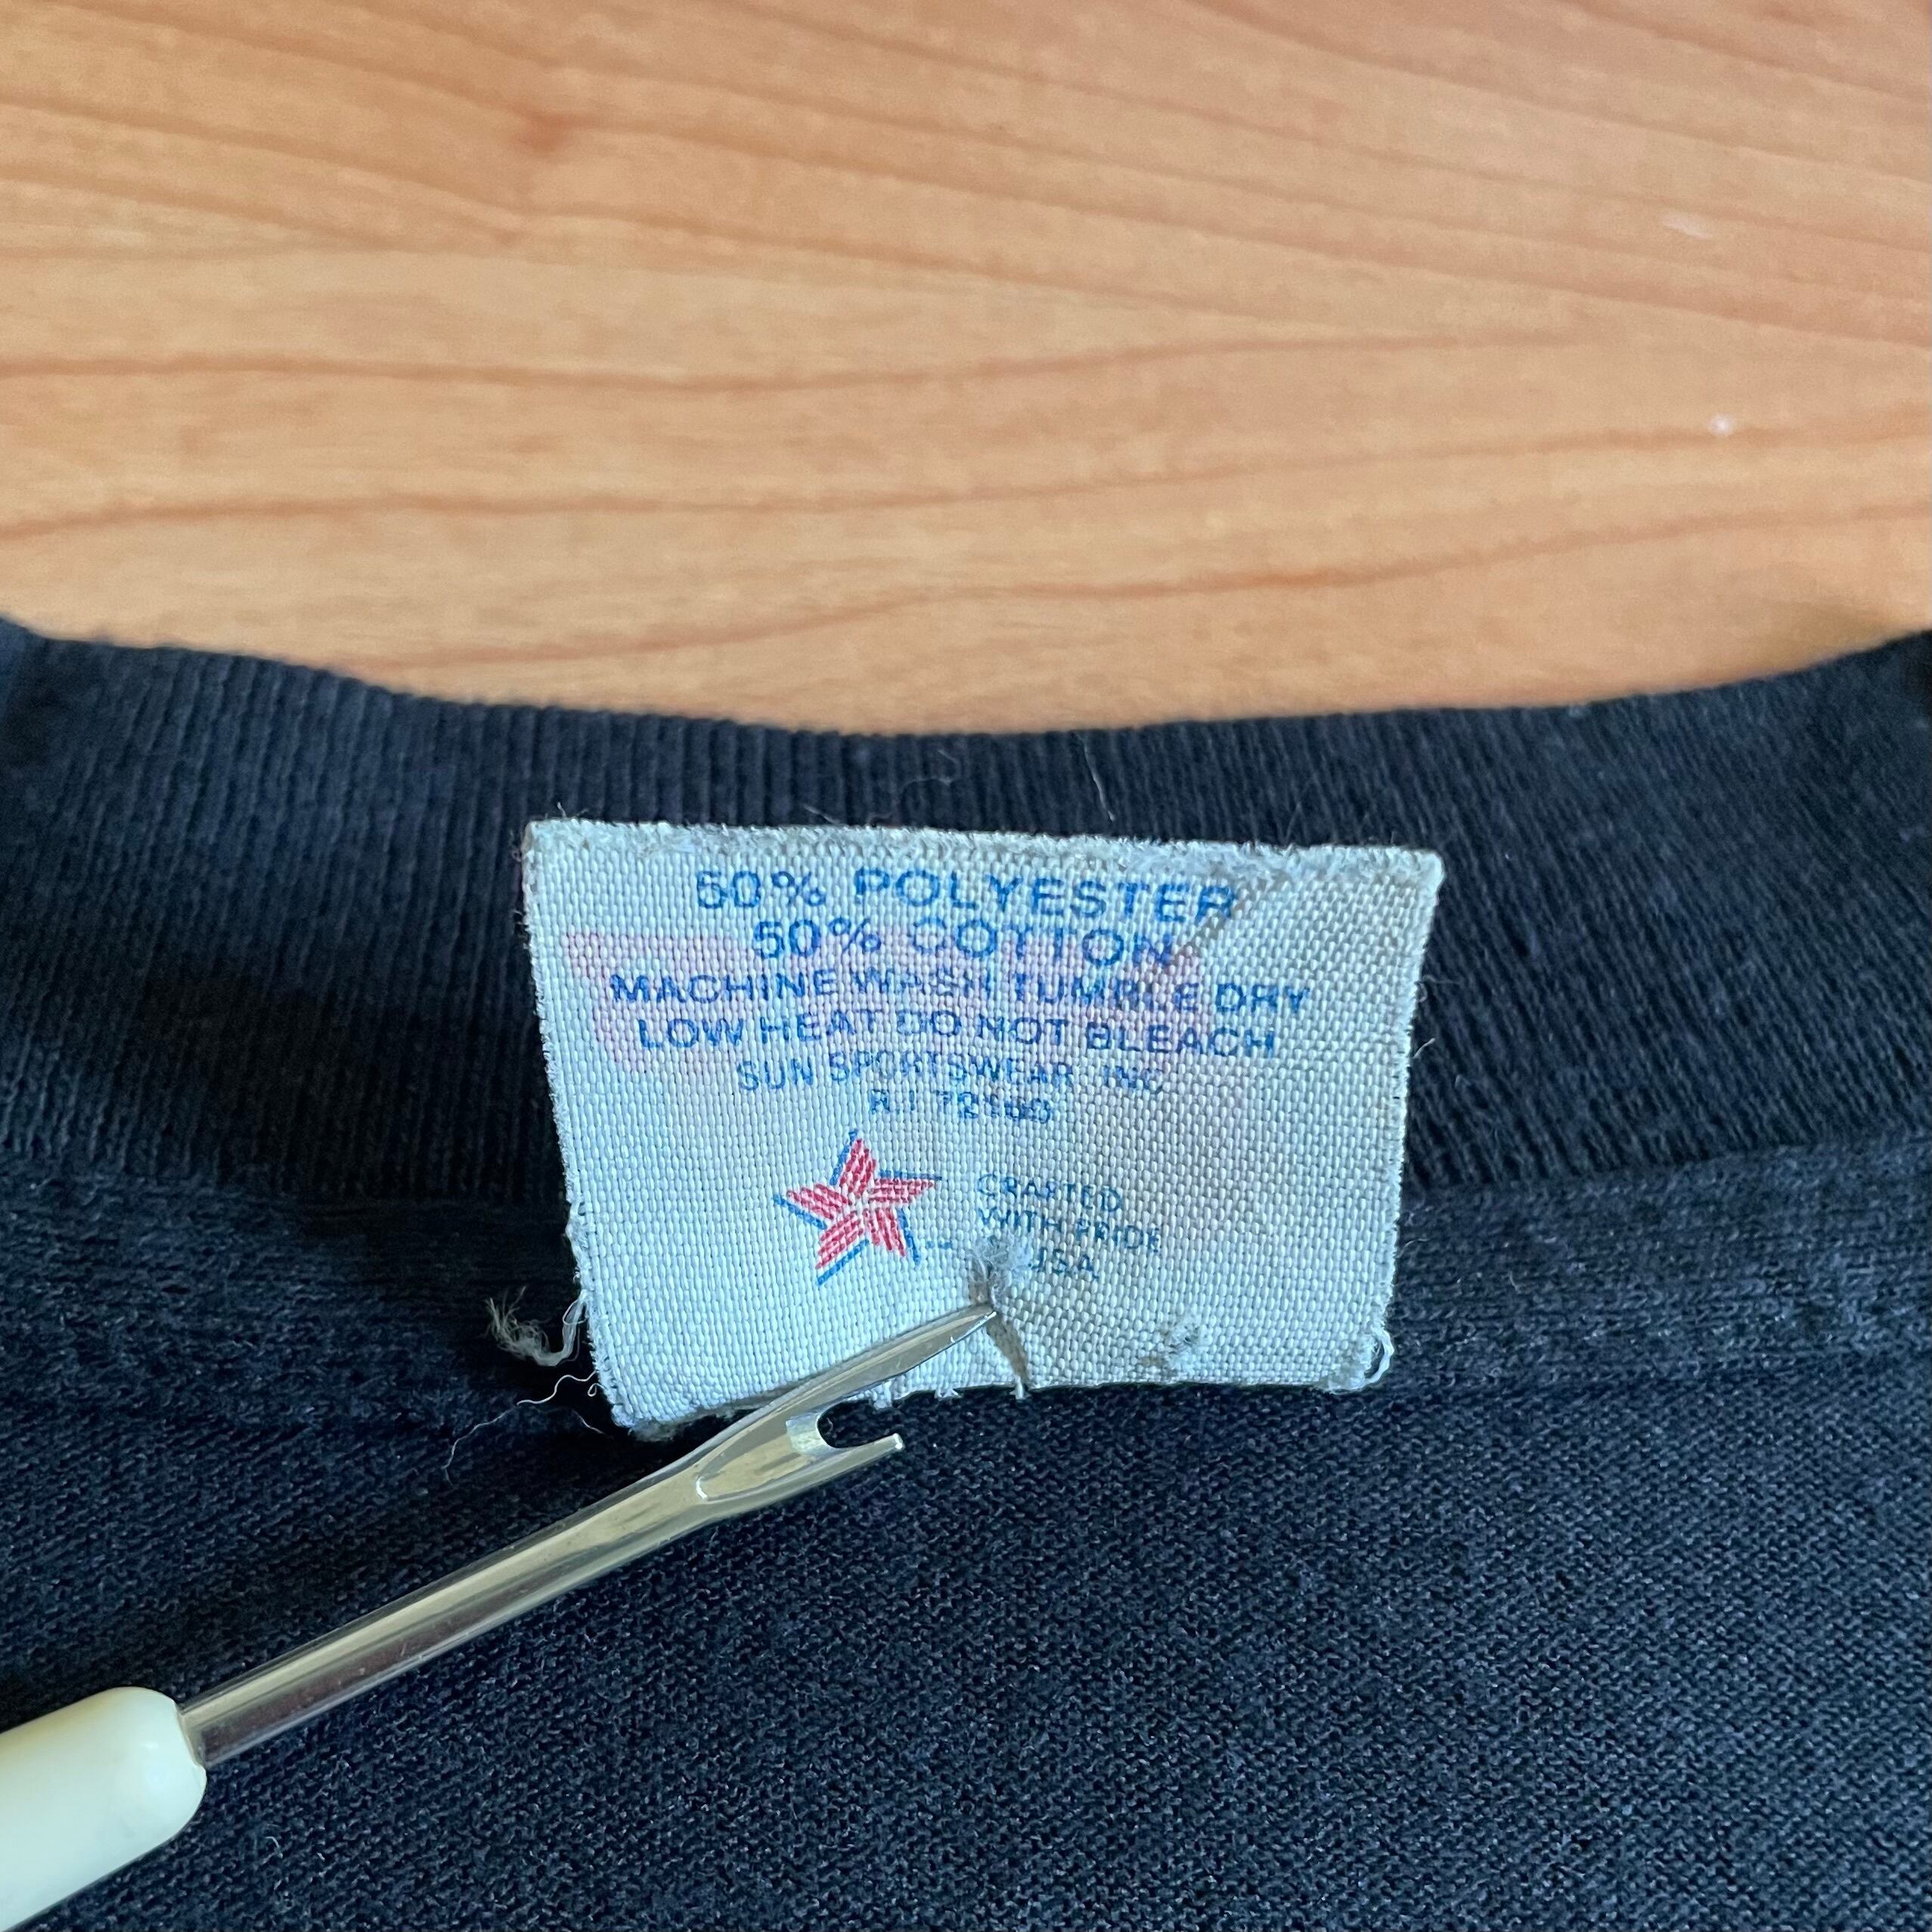 50% POLYESTER
50% COTTON
MACHINE WASH TUMBLE DRY
LOW HEAT DO NOT BLEACH
SUN SPORTSWEAR INC
CRAFTED
WITH PRIDE
USA